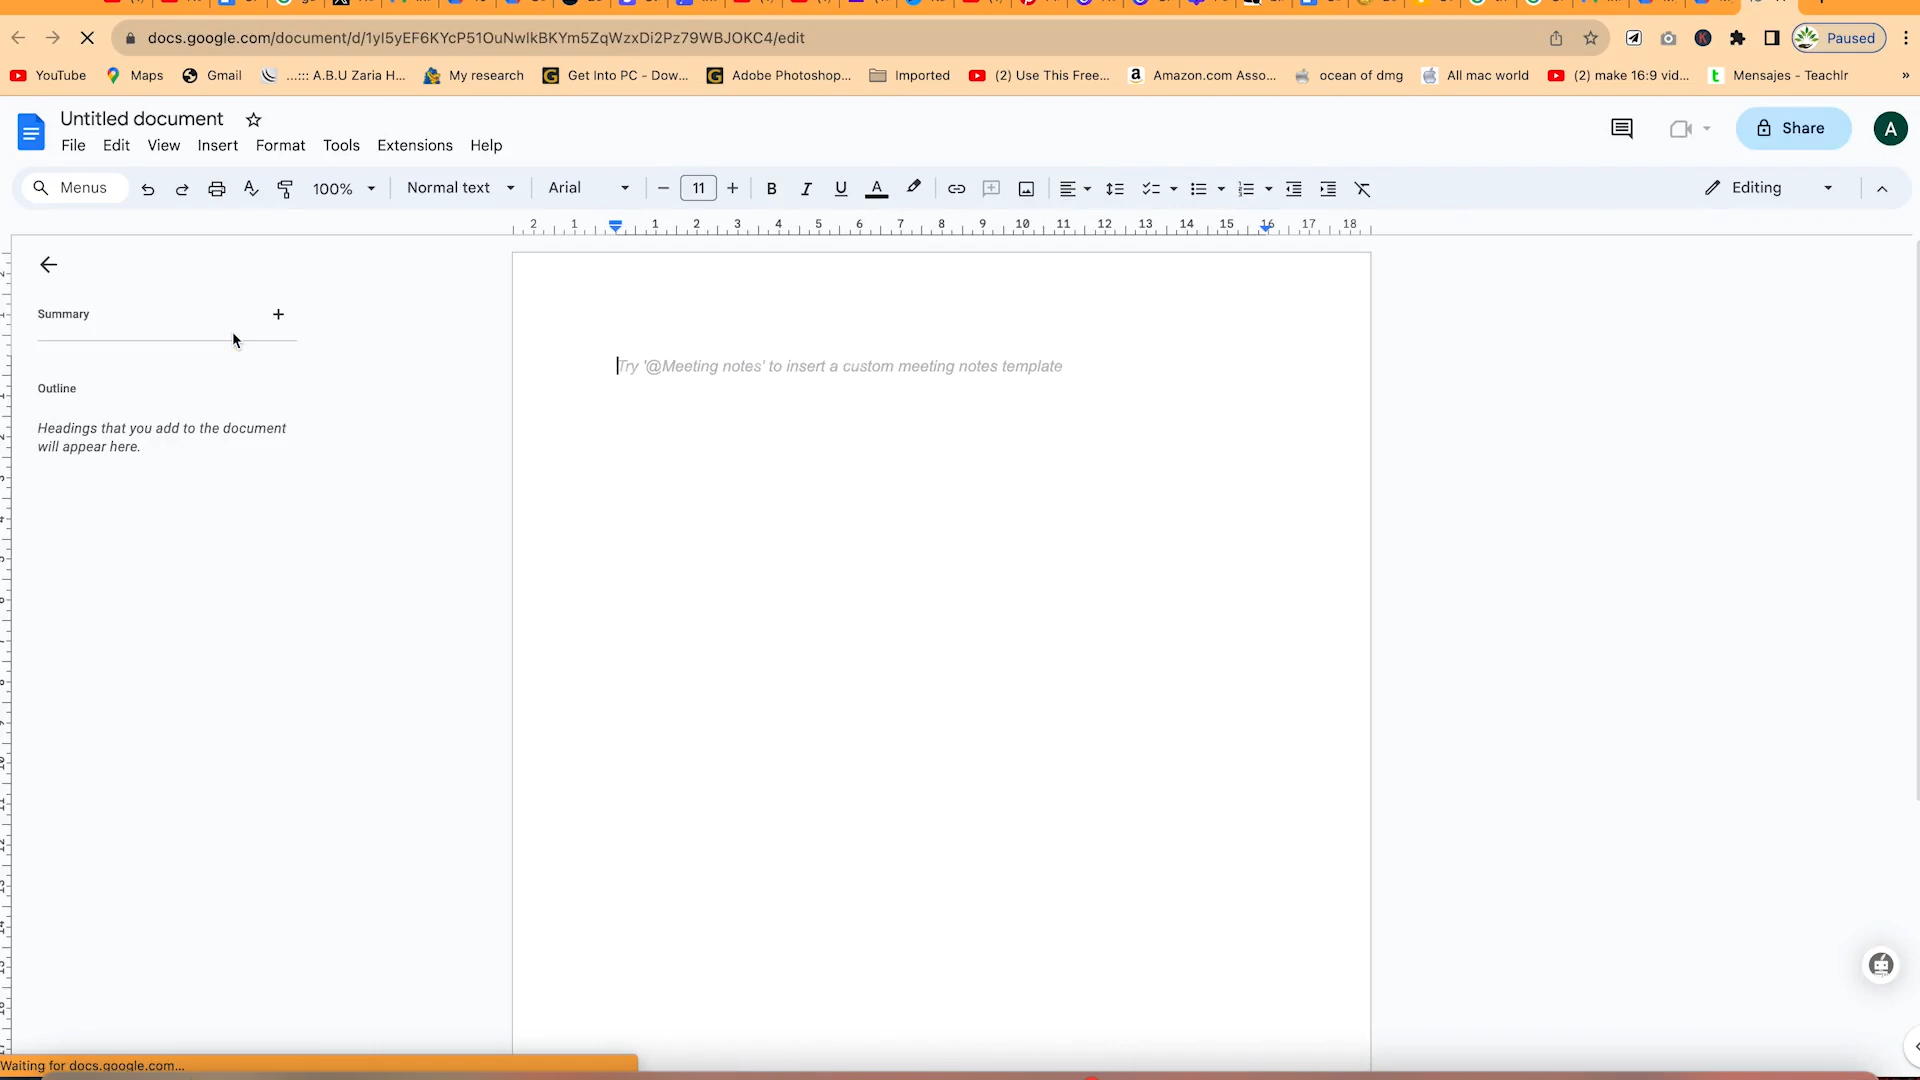 docs.google.com/document/d/1yI5yEF6KYcP51OuNwlkBKYm5ZqWzxDi2Pz79WBJOKC4/edit
Paused
YouTube Maps Gmail ...::: A.B.U Zaria H... My research Get Into PC - Dow... Adobe Photoshop... Imported (2) Use This Free... Amazon.com Asso... ocean of dmg All mac world (2) make 16:9 vid... Mensajes - Teachlr »
Untitled document
Share
A
File Edit View Insert Format Tools Extensions Help
Menus 100% Normal text Arial 11 B I U A Editing
2 1 1 2 3 4 5 6 7 8 9 10 11 12 13 14 15 16 17 18
Summary
Try '@Meeting notes' to insert a custom meeting notes template
Outline
Headings that you add to the document
will appear here.
Waiting for docs.google.com...